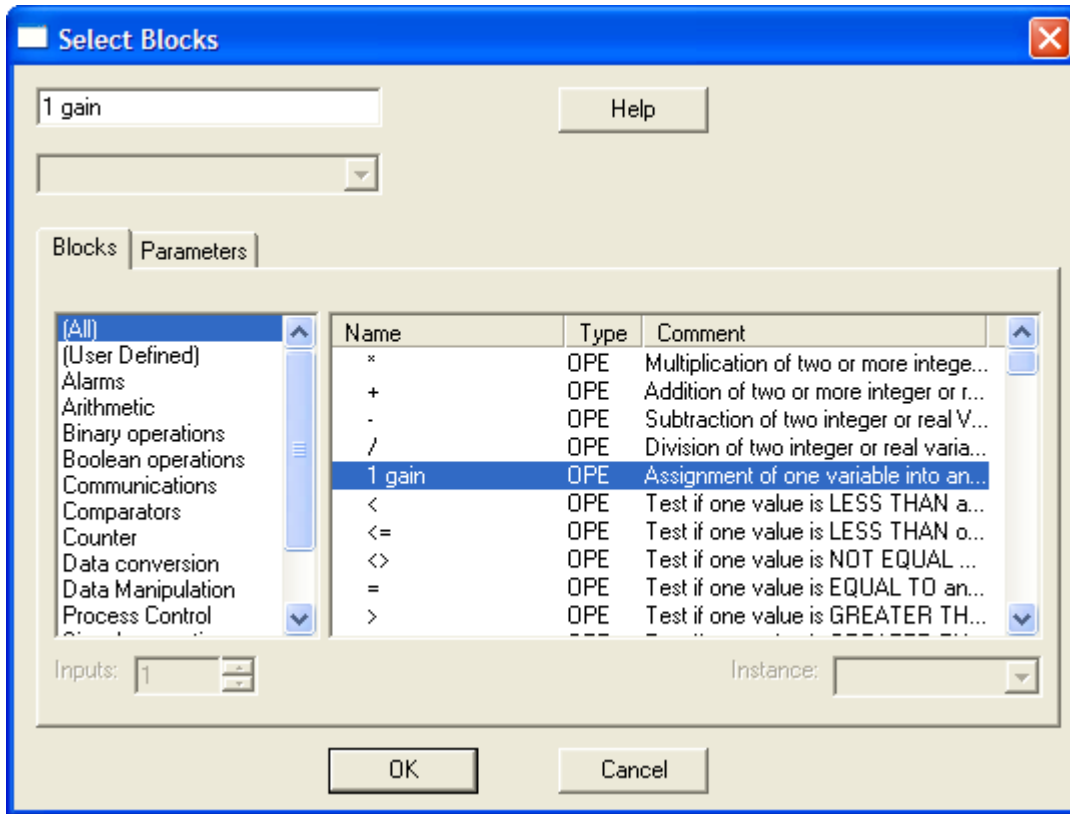 Select Blocks
1 gain
Help
Blocks
Parameters
(All)
(User Defined)
Alarms
Arithmetic
Binary operations
Boolean operations
Communications
Comparators
Counter
Data conversion
Data Manipulation
Process Control
Name Type Comment
* OPE Multiplication of two or more intege...
+ OPE Addition of two or more integer or r...
- OPE Subtraction of two integer or real V...
/ OPE Division of two integer or real varia...
1 gain OPE Assignment of one variable into an...
< OPE Test if one value is LESS THAN a...
<= OPE Test if one value is LESS THAN o...
<> OPE Test if one value is NOT EQUAL ...
= OPE Test if one value is EQUAL TO an...
> OPE Test if one value is GREATER TH...
Inputs: 1
Instance:
OK
Cancel